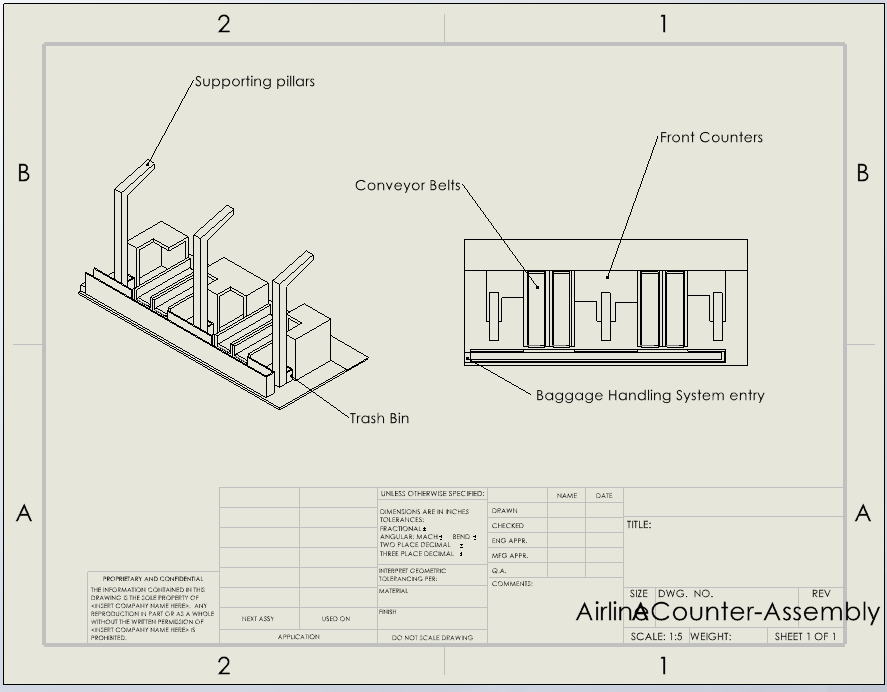 2
1
Supporting pillars
Front Counters
B
B
Conveyor Belts
Baggage Handling System entry
Trash Bin
A
A
UNLESS OTHERWISE SPECIFIED:
DIMENSIONS ARE IN INCHES
TOLERANCES:
FRACTIONAL±
ANGULAR: MACH± BEND ±
TWO PLACE DECIMAL ±
THREE PLACE DECIMAL ±
INTERPRET GEOMETRIC
TOLERANCING PER:
MATERIAL
FINISH
DO NOT SCALE DRAWING
NAME DATE
DRAWN
CHECKED
ENG APPR.
MFG APPR.
Q.A.
COMMENTS:
TITLE:
SIZE DWG. NO. REV
A
AirlineCounter-Assembly
SCALE: 1:5 WEIGHT: SHEET 1 OF 1
PROPRIETARY AND CONFIDENTIAL
THE INFORMATION CONTAINED IN THIS
DRAWING IS THE SOLE PROPERTY OF
<INSERT COMPANY NAME HERE>. ANY
REPRODUCTION IN PART OR AS A WHOLE
WITHOUT THE WRITTEN PERMISSION OF
<INSERT COMPANY NAME HERE> IS
PROHIBITED.
NEXT ASSY USED ON
APPLICATION
2
1